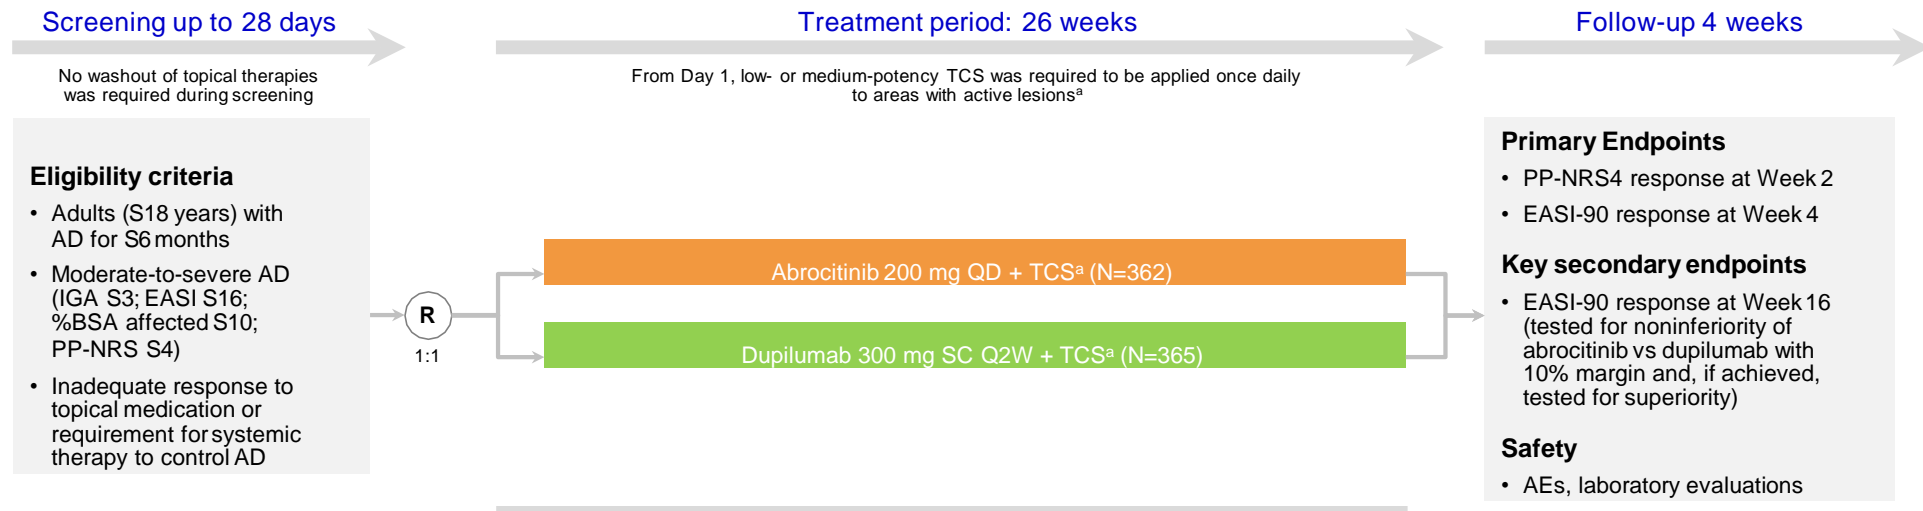 Screening up to 28 days
Treatment period: 26 weeks
Follow-up 4 weeks
No washout of topical therapies
was required during screening
From Day 1, low- or medium-potency TCS was required to be applied once daily
to areas with active lesionsᵃ
Eligibility criteria
• Adults (S18 years) with
AD for S6 months
• Moderate-to-severe AD
(IGA S3; EASI S16;
%BSA affected S10;
PP-NRS S4)
• Inadequate response to
topical medication or
requirement for systemic
therapy to control AD
R
1:1
Abrocitinib 200 mg QD + TCSᵃ (N=362)
Dupilumab 300 mg SC Q2W + TCSᵃ (N=365)
Primary Endpoints
• PP-NRS4 response at Week 2
• EASI-90 response at Week 4
Key secondary endpoints
• EASI-90 response at Week 16
(tested for noninferiority of
abrocitinib vs dupilumab with
10% margin and, if achieved,
tested for superiority)
Safety
• AEs, laboratory evaluations